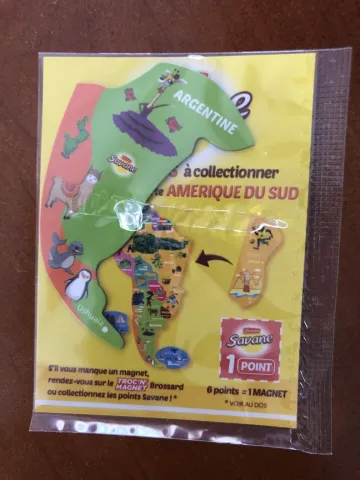 ARGENTINE
Savane
à collectionner
AMERIQUE DU SUD
Ushuaia
Savane
1 POINT
S'il vous manque un magnet,
rendez-vous sur le TROC'N' MAGNET Brossard
ou collectionnez les points Savane ! *
6 points = 1 MAGNET
* VOIR AU DOS